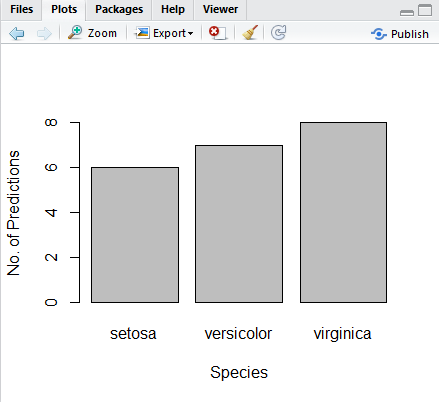 Files Plots Packages Help Viewer
Zoom Export Publish
No. of Predictions
8
6
4
2
0
setosa versicolor virginica
Species